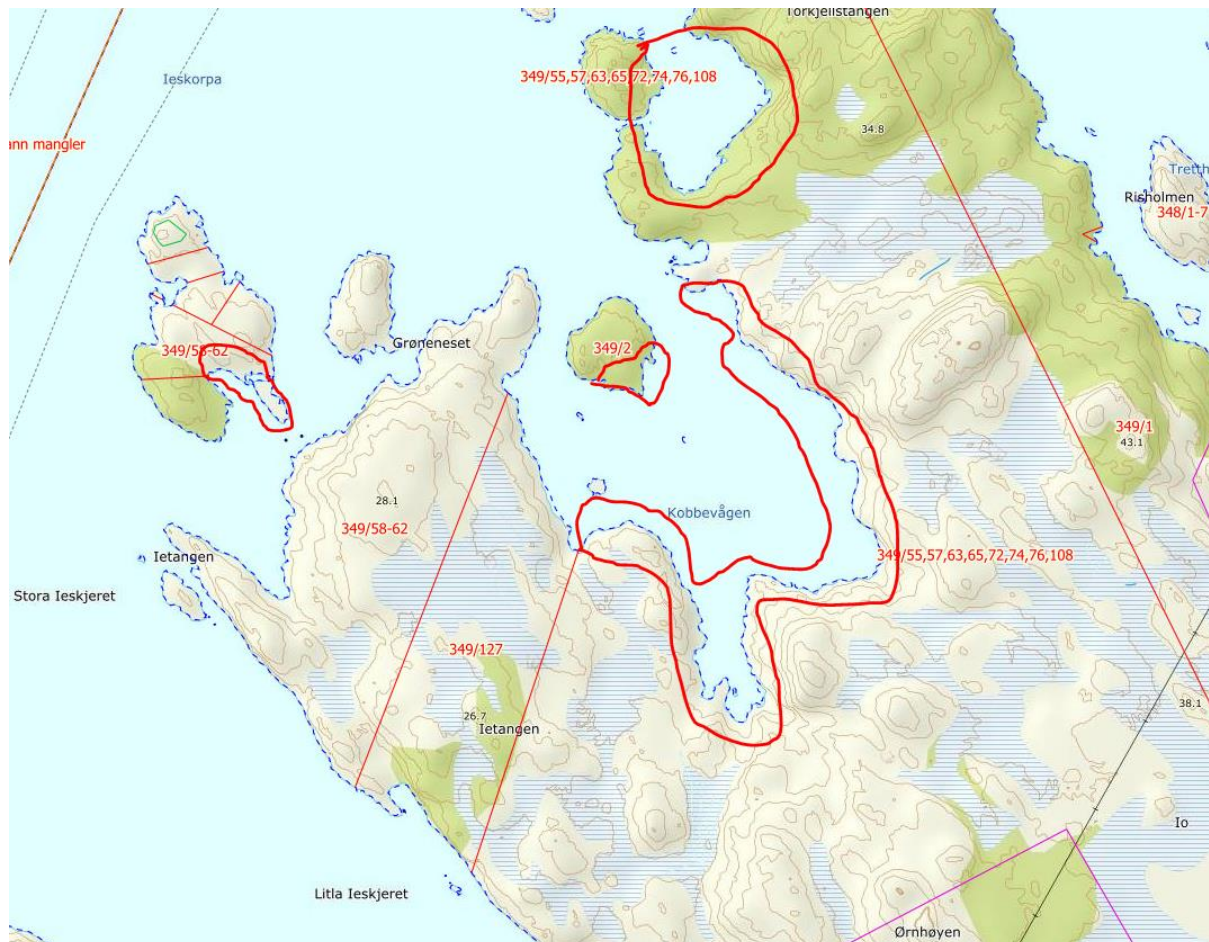 Torkjellstangen
Ieskorpa
349/55,57,63,65,72,74,76,108
34.8
ann mangler
Tretth
Risholmen
348/1-7
Grøneneset
349/2
349/58-62
349/1
43.1
28.1
Kobbevågen
349/58-62
Ietangen
349/55,57,63,65,72,74,76,108
Stora Ieskjeret
349/127
38.1
26.7
Ietangen
Io
Litla Ieskjeret
Ørnhøyen